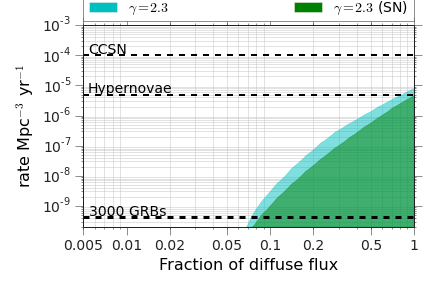 γ=2.3
γ=2.3 (SN)
10⁻³
10⁻⁴
10⁻⁵
10⁻⁶
10⁻⁷
10⁻⁸
10⁻⁹
rate Mpc⁻³ yr⁻¹
CCSN
Hypernovae
3000 GRBs
0.005 0.01 0.02 0.05 0.1 0.2 0.5 1
Fraction of diffuse flux